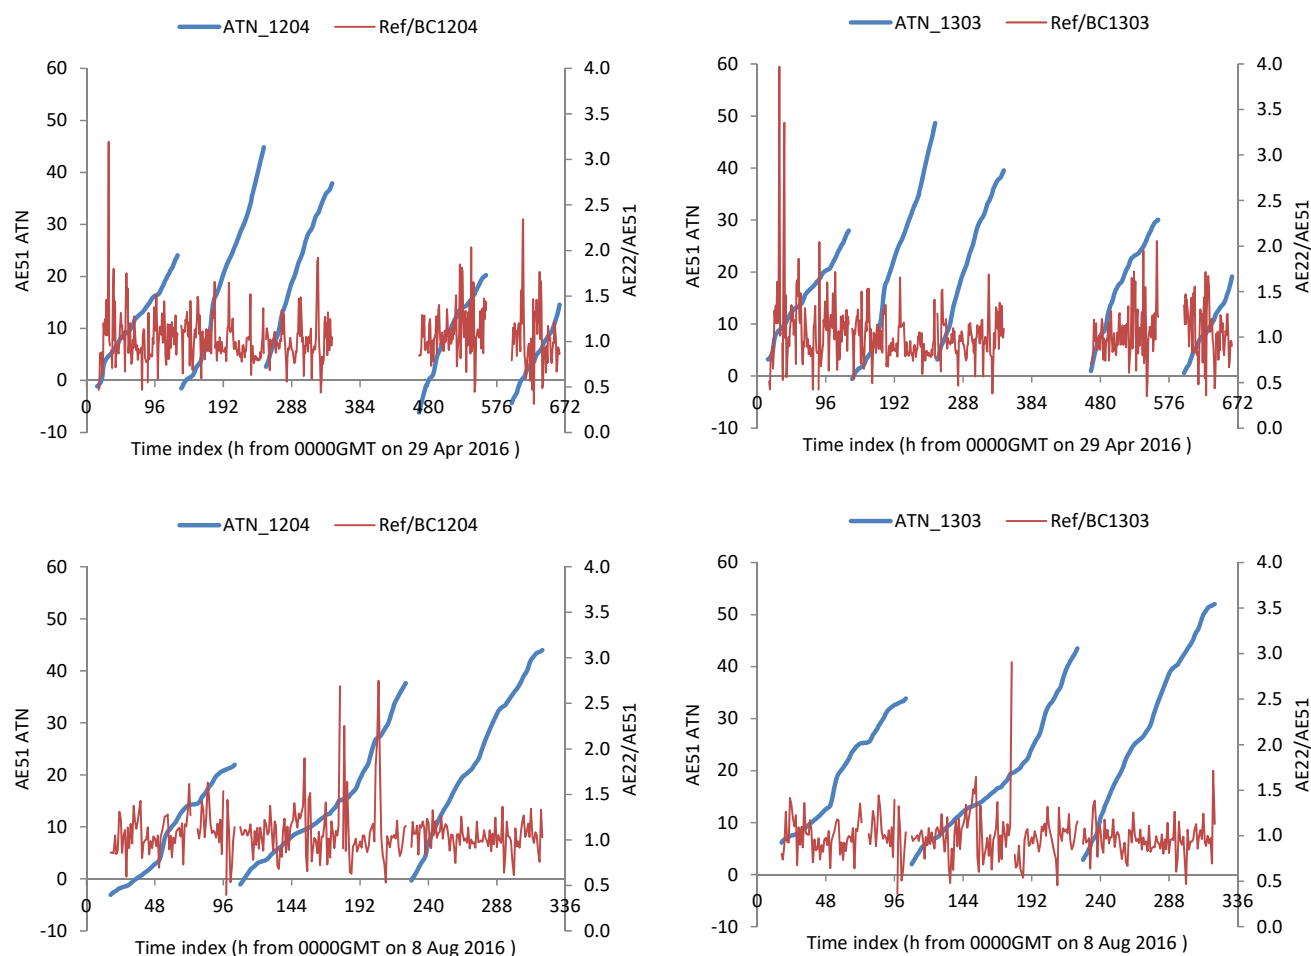 ATN_1204 Ref/BC1204
60 4.0
50 3.5
40 3.0
30 2.5
20 2.0
10 1.5
0 1.0
-10 0.5
0.0
AE51 ATN
AE22/AE51
0 96 192 288 384 480 576 672
Time index (h from 0000GMT on 29 Apr 2016 )
ATN_1303 Ref/BC1303
60 4.0
50 3.5
40 3.0
30 2.5
20 2.0
10 1.5
0 1.0
-10 0.5
0.0
AE51 ATN
AE22/AE51
0 96 192 288 384 480 576 672
Time index (h from 0000GMT on 29 Apr 2016 )
ATN_1204 Ref/BC1204
60 4.0
50 3.5
40 3.0
30 2.5
20 2.0
10 1.5
0 1.0
-10 0.5
0.0
AE51 ATN
AE22/AE51
0 48 96 144 192 240 288 336
Time index (h from 0000GMT on 8 Aug 2016 )
ATN_1303 Ref/BC1303
60 4.0
50 3.5
40 3.0
30 2.5
20 2.0
10 1.5
0 1.0
-10 0.5
0.0
AE51 ATN
AE22/AE51
0 48 96 144 192 240 288 336
Time index (h from 0000GMT on 8 Aug 2016 )